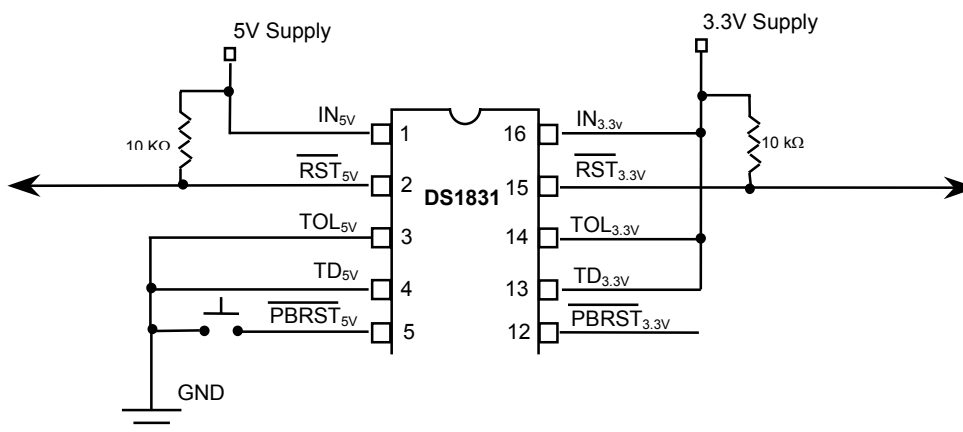 5V Supply
3.3V Supply
IN5V
1
16
IN3.3v
10 KΩ
10 kΩ
RST5V
2
15
RST3.3V
DS1831
TOL5V
3
14
TOL3.3V
TD5V
4
13
TD3.3V
PBRST5V
5
12
PBRST3.3V
GND